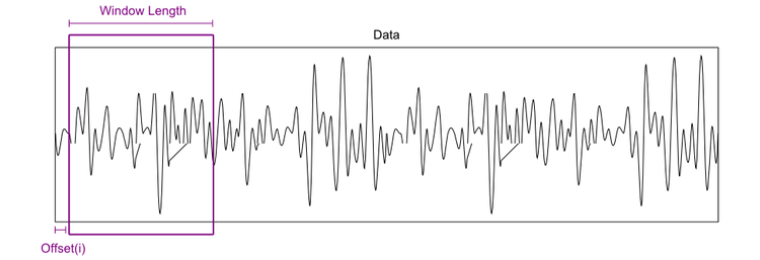 Window Length
Data
Offset(i)